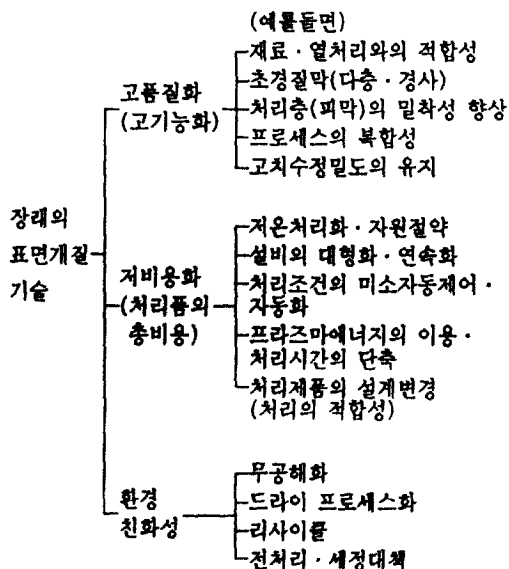 (예를들면)
재료·열처리와의 적합성
초경질막(다층·경사)
처리층(피막)의 밀착성 향상
프로세스의 복합성
고치수정밀도의 유지
고품질화
(고기능화)
장래의
표면개질
기술
저비용화
(처리품의
총비용)
저온처리화·자원절약
설비의 대형화·연속화
처리조건의 미소자동제어·
자동화
프라즈마에너지의 이용·
처리시간의 단축
처리제품의 설계변경
(처리의 적합성)
환경
친화성
무공해화
드라이 프로세스화
리사이클
전처리·세정대책